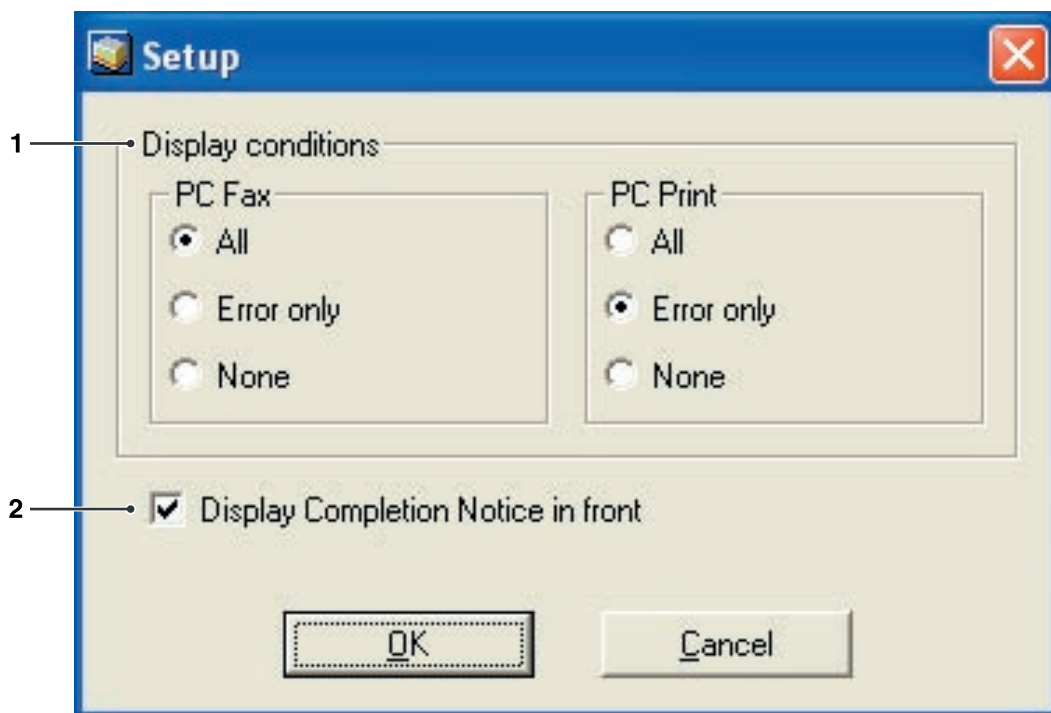 Setup
1
Display conditions
PC Fax
All
Error only
None
PC Print
All
Error only
None
2
Display Completion Notice in front
OK
Cancel